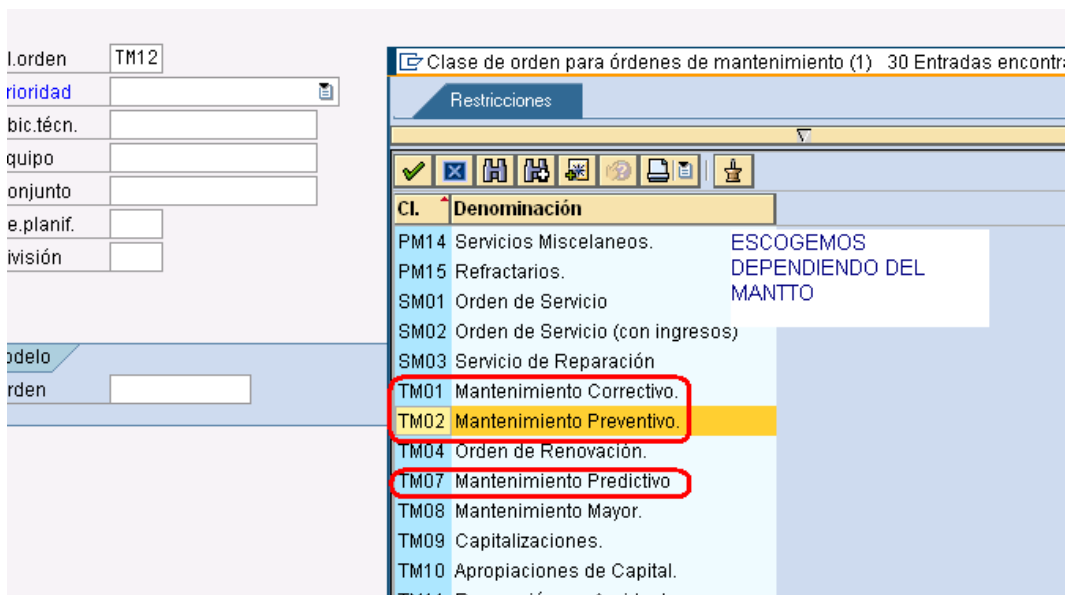 l.orden TM12
rioridad
bic.técn.
quipo
onjunto
e.planif.
ivisión
odelo
rden
Clase de orden para órdenes de mantenimiento (1) 30 Entradas encontra
Restricciones
Cl. Denominación
PM14 Servicios Miscelaneos.
PM15 Refractarios.
SM01 Orden de Servicio
SM02 Orden de Servicio (con ingresos)
SM03 Servicio de Reparación
TM01 Mantenimiento Correctivo.
TM02 Mantenimiento Preventivo.
TM04 Orden de Renovación.
TM07 Mantenimiento Predictivo
TM08 Mantenimiento Mayor.
TM09 Capitalizaciones.
TM10 Apropiaciones de Capital.
ESCOGEMOS
DEPENDIENDO DEL
MANTTO